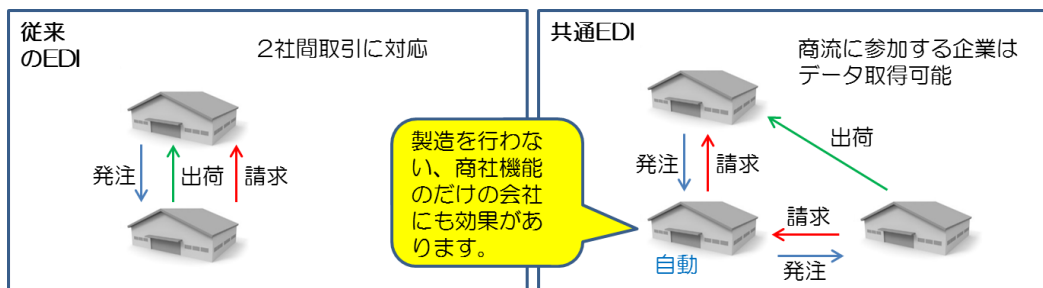 従来
のEDI
2社間取引に対応
発注
出荷
請求
共通EDI
商流に参加する企業は
データ取得可能
製造を行わな
い、商社機能
のだけの会社
にも効果があ
ります。
発注
請求
出荷
自動
請求
発注